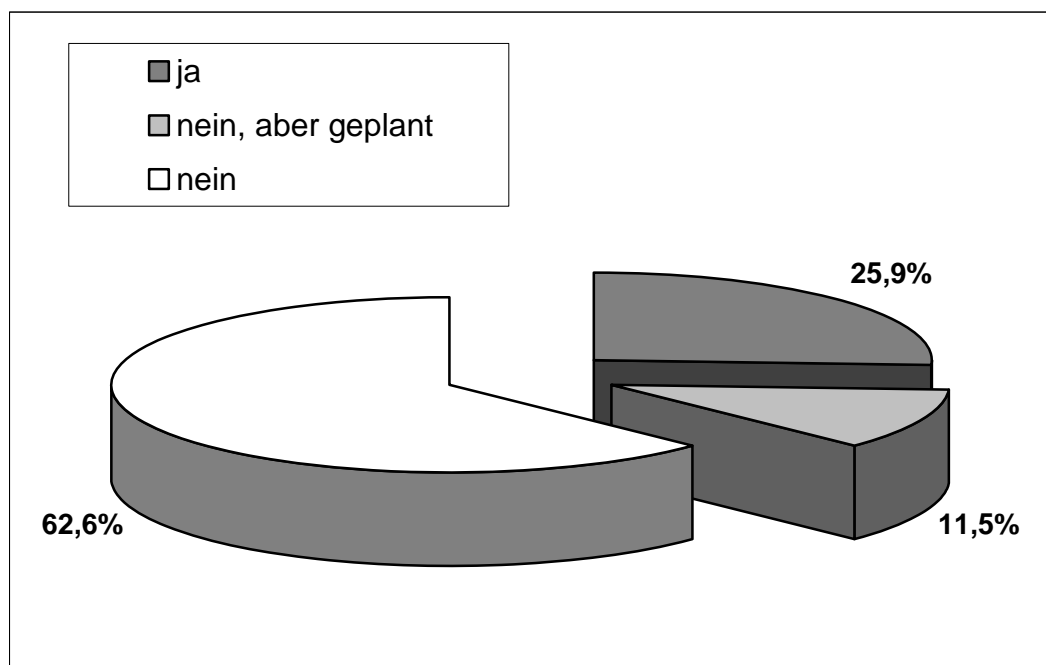 ja
nein, aber geplant
nein
25,9%
62,6%
11,5%